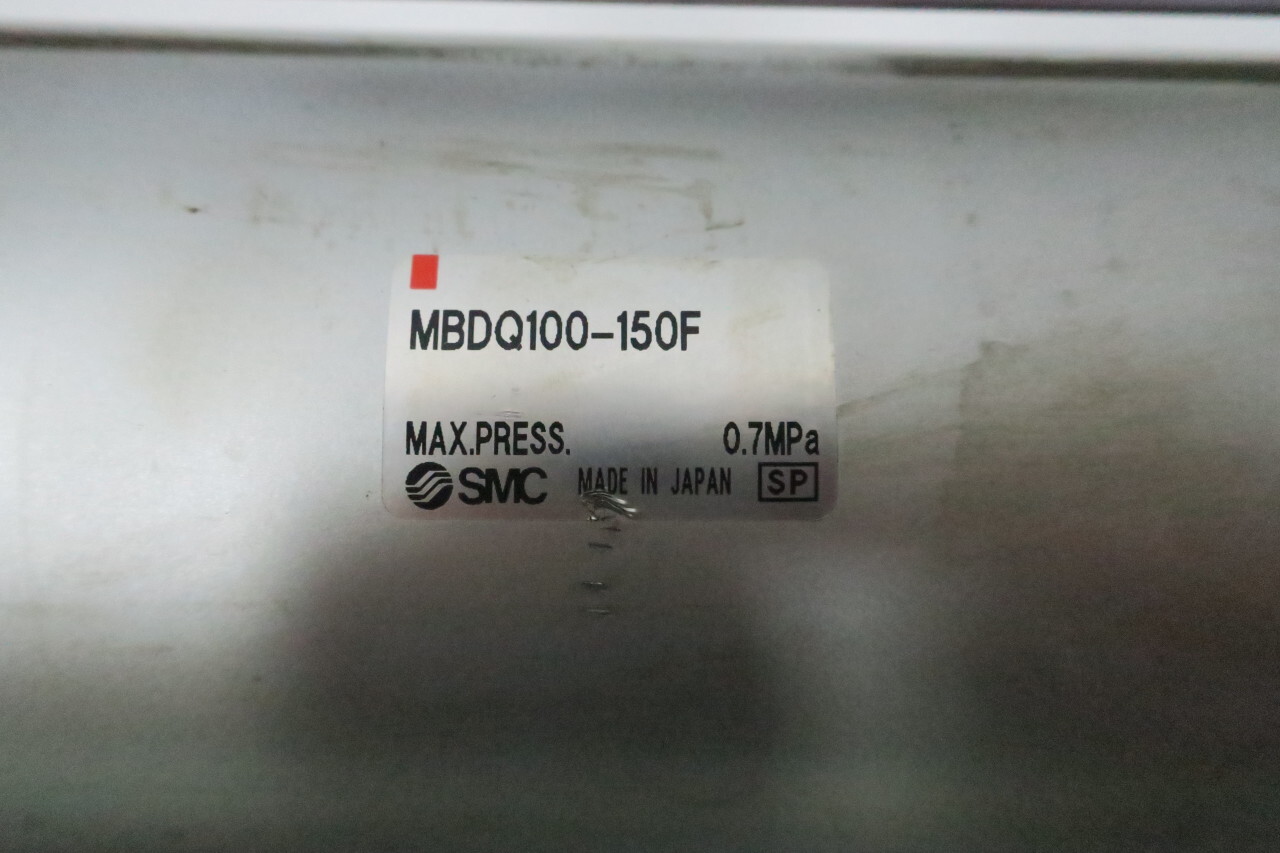 MBDQ100-150F
MAX.PRESS. 0.7MPa
SMC MADE IN JAPAN SP